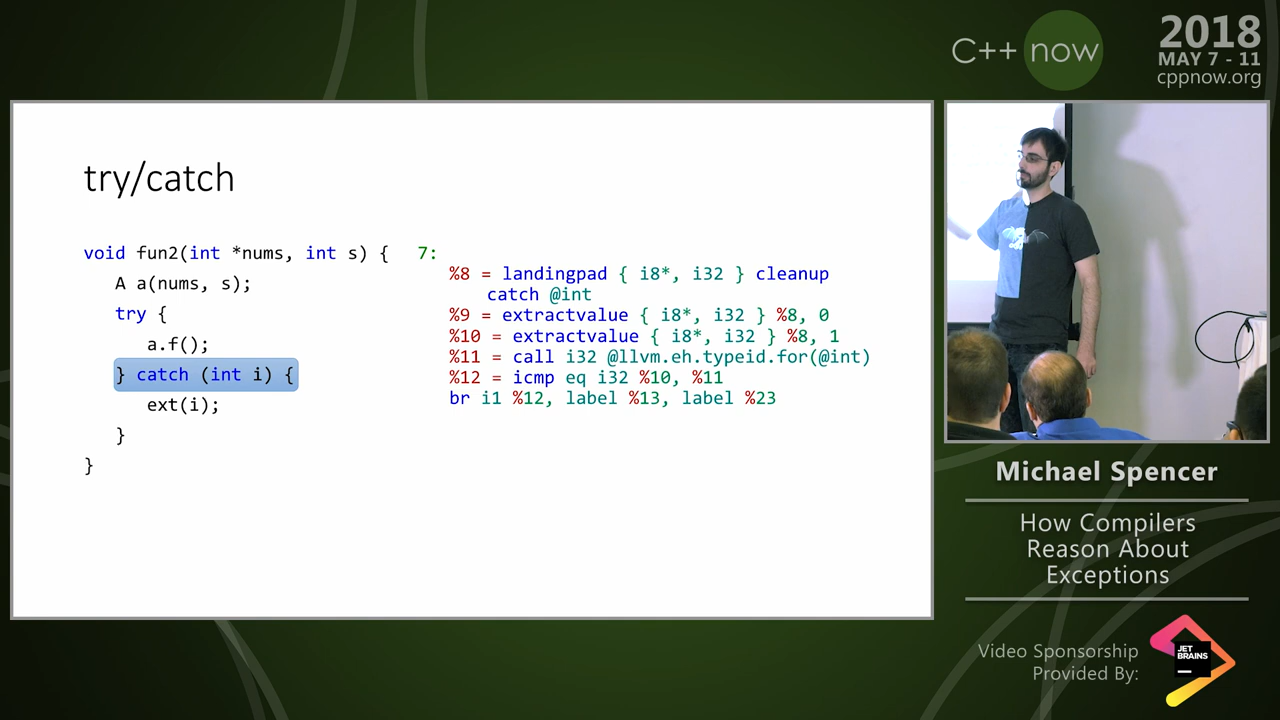 C++ now
2018
MAY 7 - 11
cppnow.org
try/catch
void fun2(int *nums, int s) {
A a(nums, s);
try {
a.f();
} catch (int i) {
ext(i);
}
}
7:
%8 = landingpad { i8*, i32 } cleanup
catch @int
%9 = extractvalue { i8*, i32 } %8, 0
%10 = extractvalue { i8*, i32 } %8, 1
%11 = call i32 @llvm.eh.typeid.for(@int)
%12 = icmp eq i32 %10, %11
br i1 %12, label %13, label %23
Michael Spencer
How Compilers
Reason About
Exceptions
Video Sponsorship
Provided By:
JET
BRAINS